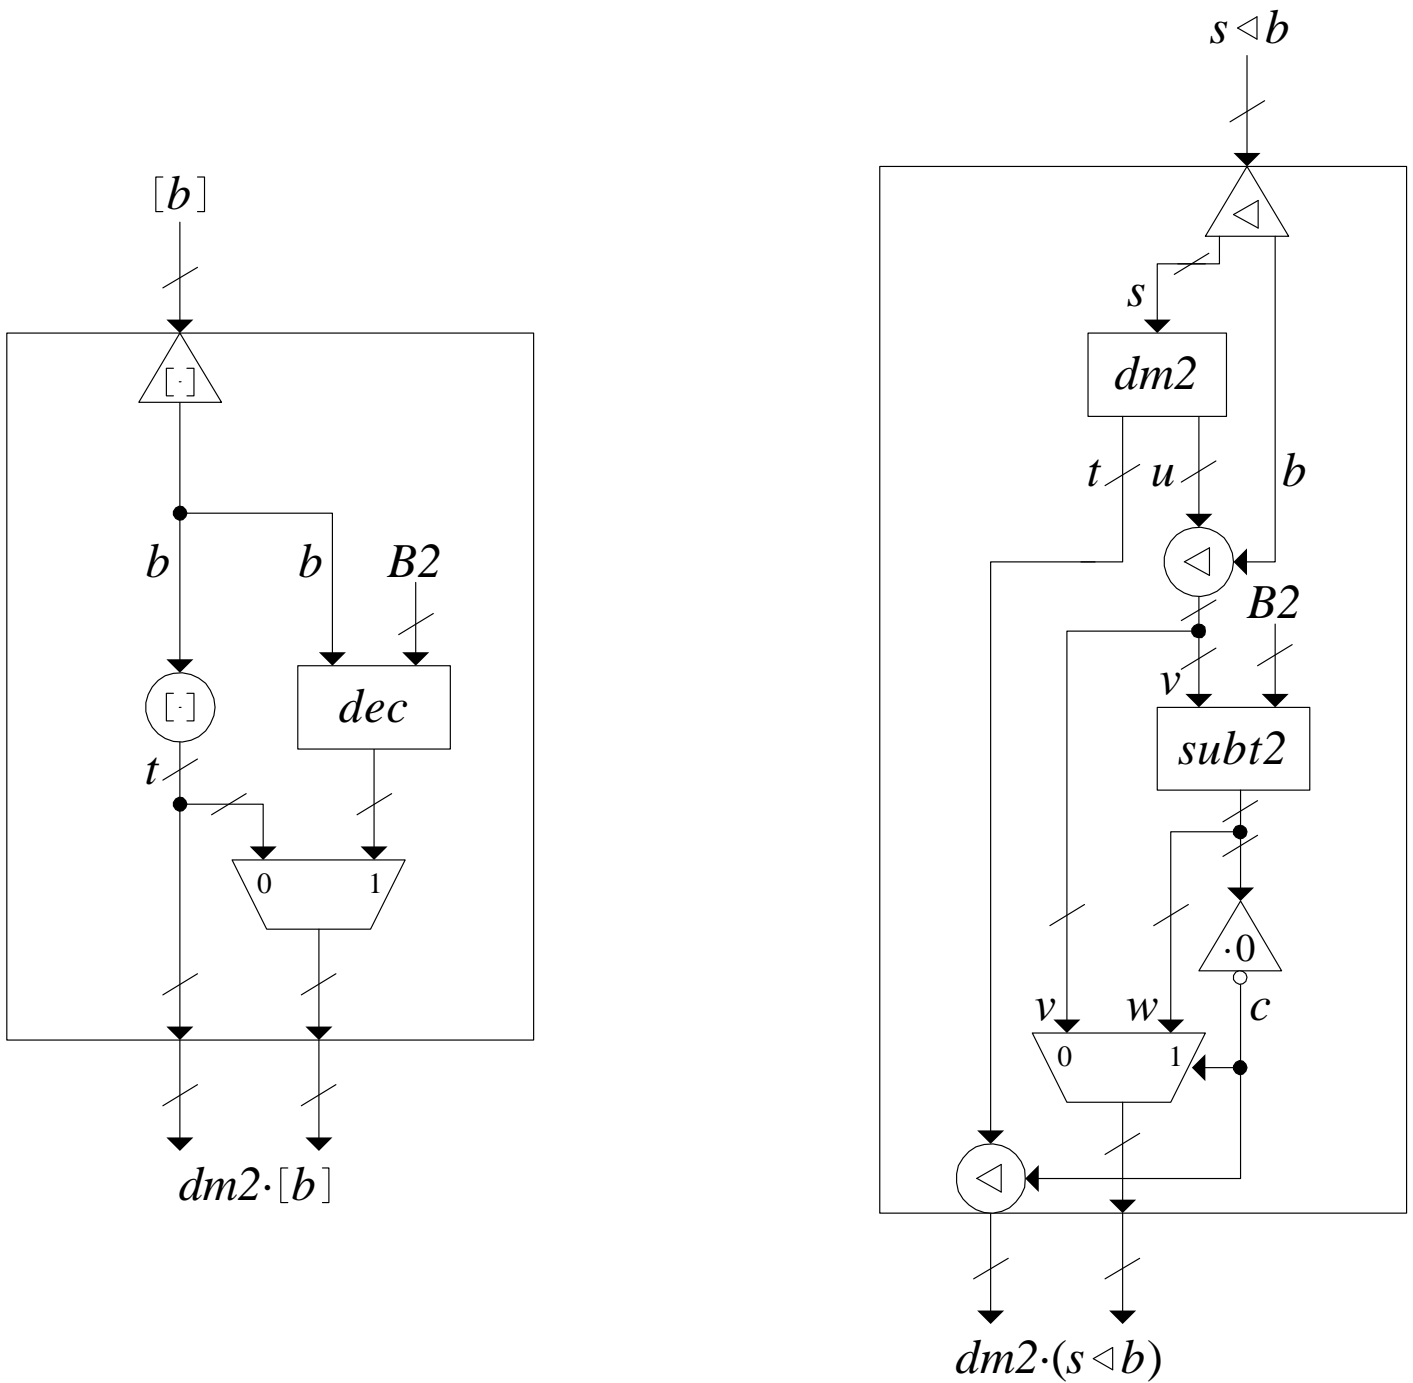 [b]
[·]
b b B2
dec
[·]
t
0 1
dm2·[b]
s◁b
◁
s
dm2
t u b
◁
B2
v
subt2
·0
v w c
0 1
◁
dm2·(s◁b)